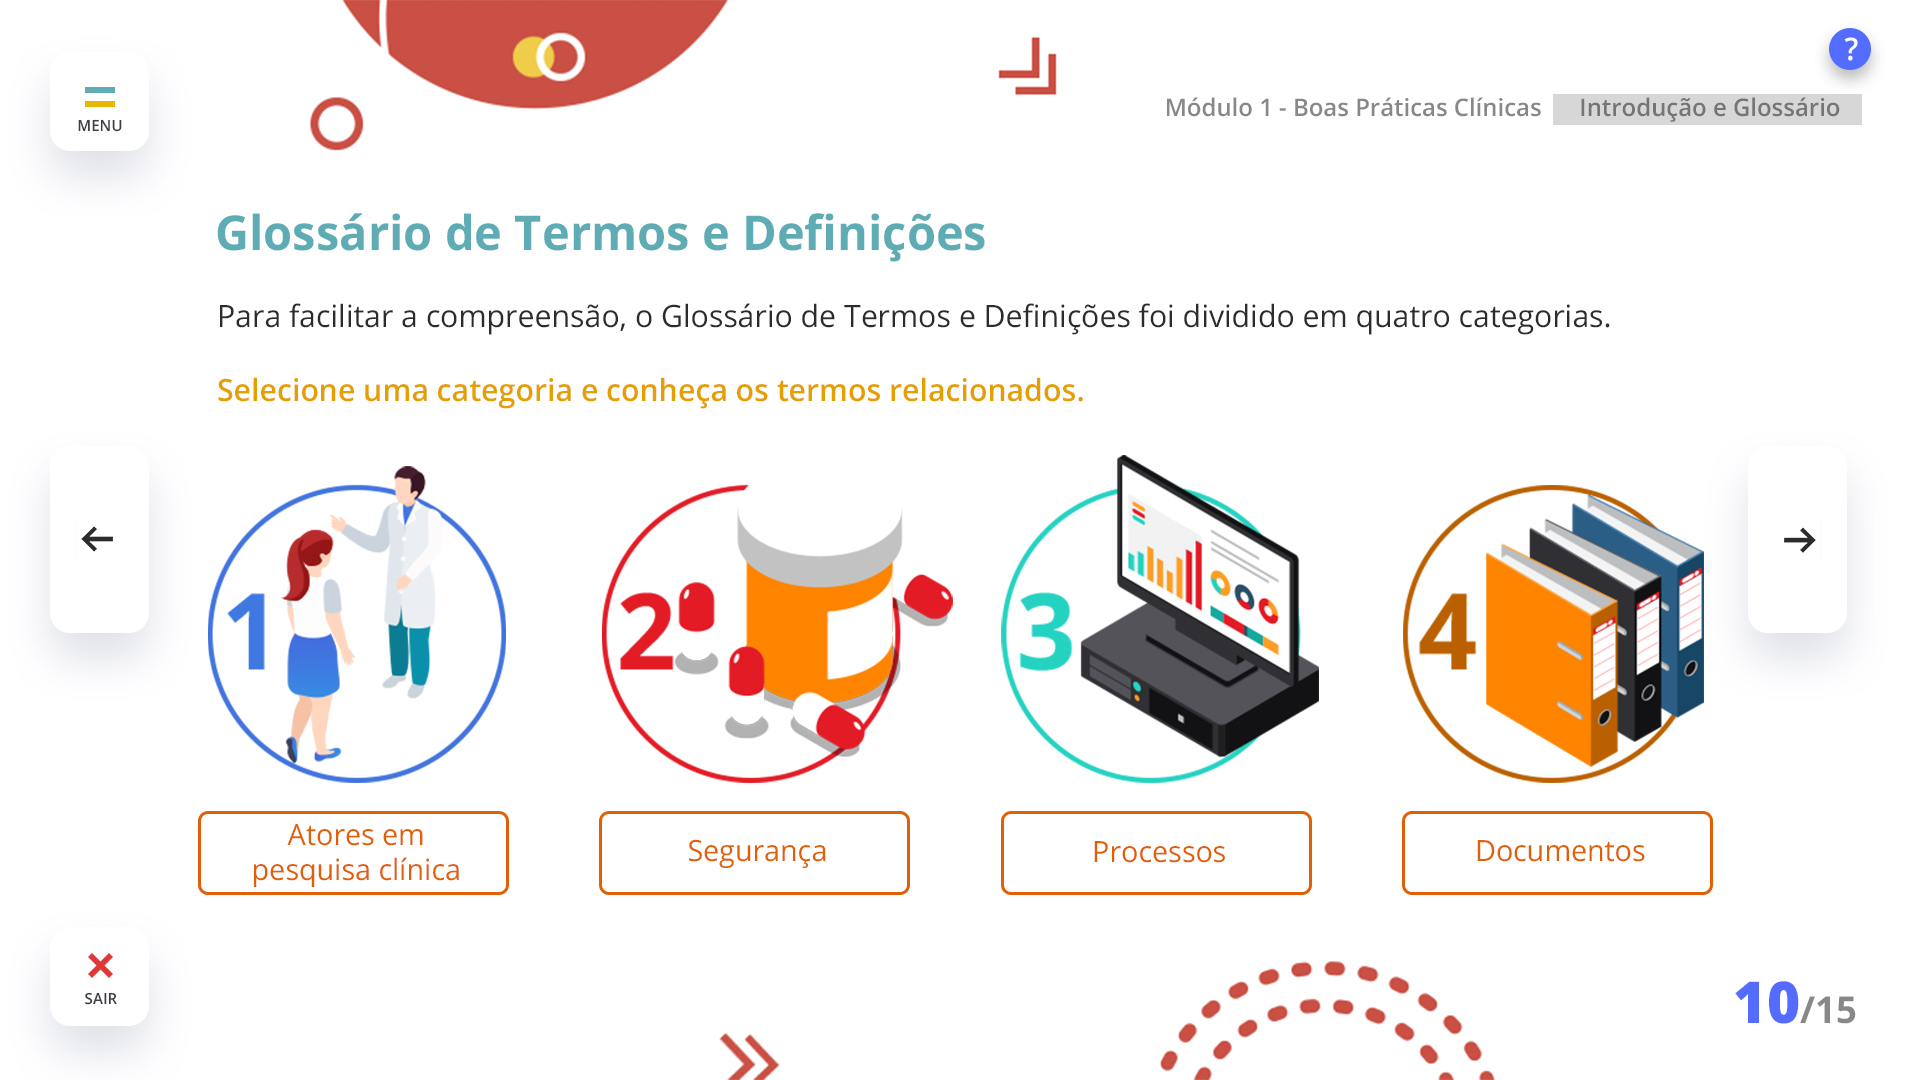 ?
MENU
Módulo 1 - Boas Práticas Clínicas Introdução e Glossário
Glossário de Termos e Definições
Para facilitar a compreensão, o Glossário de Termos e Definições foi dividido em quatro categorias.
Selecione uma categoria e conheça os termos relacionados.
1
2
3
4
Atores em
pesquisa clínica
Segurança
Processos
Documentos
SAIR
10/15